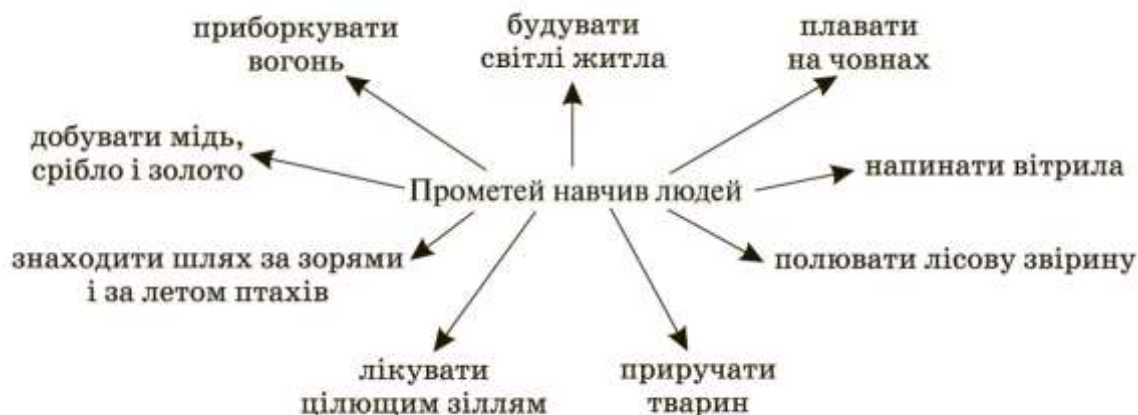 приборкувати
вогонь
будувати
світлі житла
плавати
на човнах
добувати мідь,
срібло і золото
Прометей навчив людей
напинати вітрила
знаходити шлях за зорями
і за летом птахів
полювати лісову звірину
лікувати
цілющим зіллям
приручати
тварин